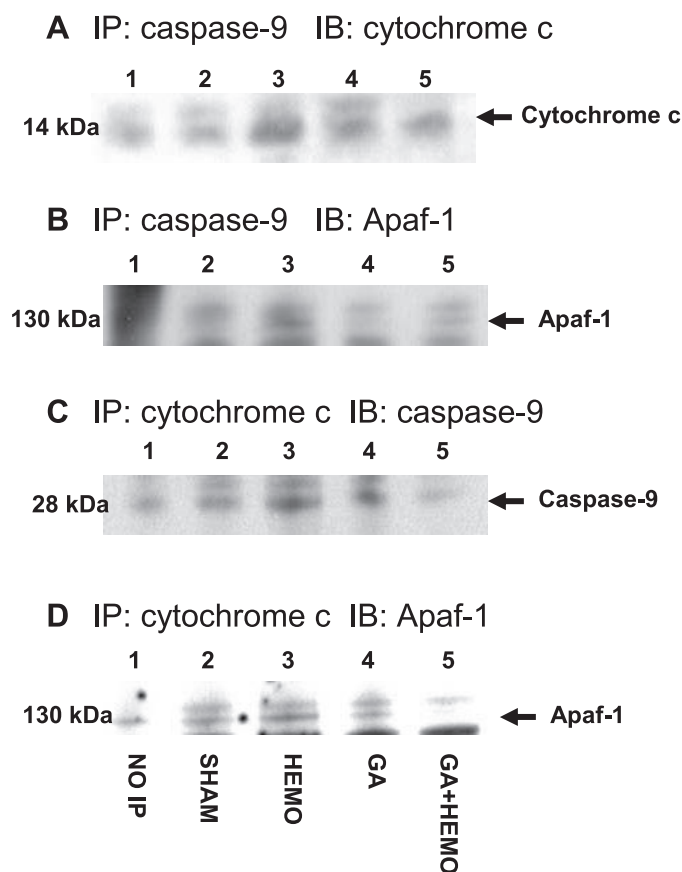 A IP: caspase-9 IB: cytochrome c
1 2 3 4 5
14 kDa Cytochrome c
B IP: caspase-9 IB: Apaf-1
1 2 3 4 5
130 kDa Apaf-1
C IP: cytochrome c IB: caspase-9
1 2 3 4 5
28 kDa Caspase-9
D IP: cytochrome c IB: Apaf-1
1 2 3 4 5
130 kDa Apaf-1
NO IP
SHAM
HEMO
GA
GA+HEMO